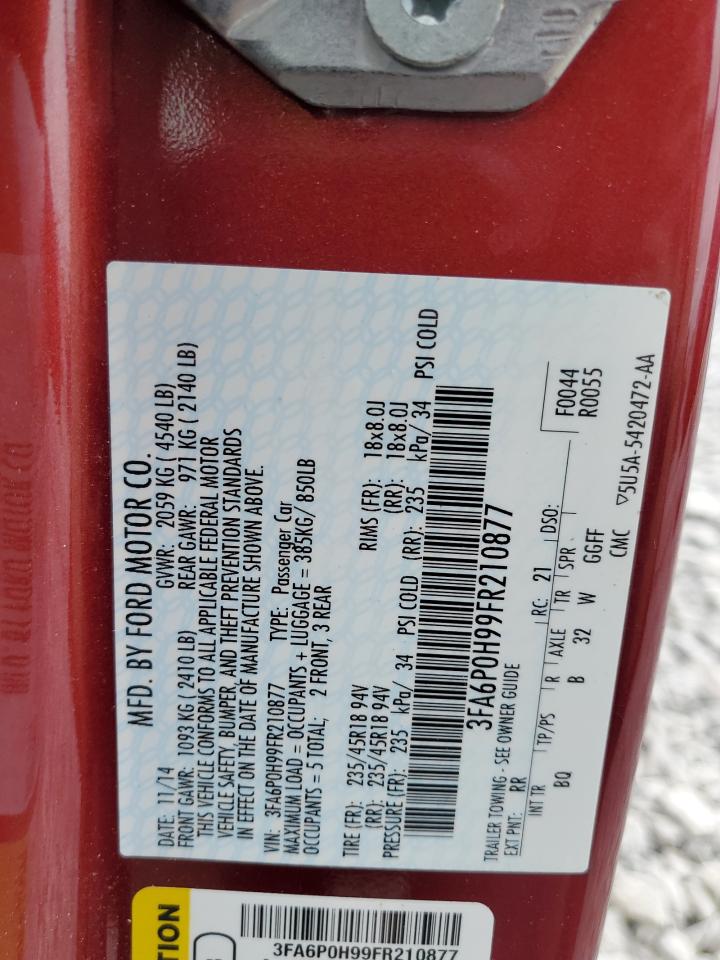 MFD. BY FORD MOTOR CO.
DATE: 11/14 GVWR: 2059 KG ( 4540 LB)
FRONT GAWR: 1093 KG ( 2410 LB) REAR GAWR: 971 KG ( 2140 LB)
THIS VEHICLE CONFORMS TO ALL APPLICABLE FEDERAL MOTOR
VEHICLE SAFETY, BUMPER, AND THEFT PREVENTION STANDARDS
IN EFFECT ON THE DATE OF MANUFACTURE SHOWN ABOVE.
VIN: 3FA6P0H99FR210877 TYPE: Passenger Car
MAXIMUM LOAD = OCCUPANTS + LUGGAGE = 385KG/ 850LB
OCCUPANTS = 5 TOTAL; 2 FRONT, 3 REAR
TIRE (FR): 235/45R18 94V RIMS (FR): 18x8.0J
(RR): 235/45R18 94V (RR): 18x8.0J
PRESSURE (FR): 235 kPa/ 34 PSI COLD (RR): 235 kPa/ 34 PSI COLD
3FA6P0H99FR210877
TRAILER TOWING - SEE OWNER GUIDE
EXT PNT: RR RC: 21 DSO: F0044
R0055
INT TR TP/PS R AXLE TR SPR
BQ B 32 W GGFF
CMC ▽5U5A-5420472-AA
TION
3FA6P0H99FR210877